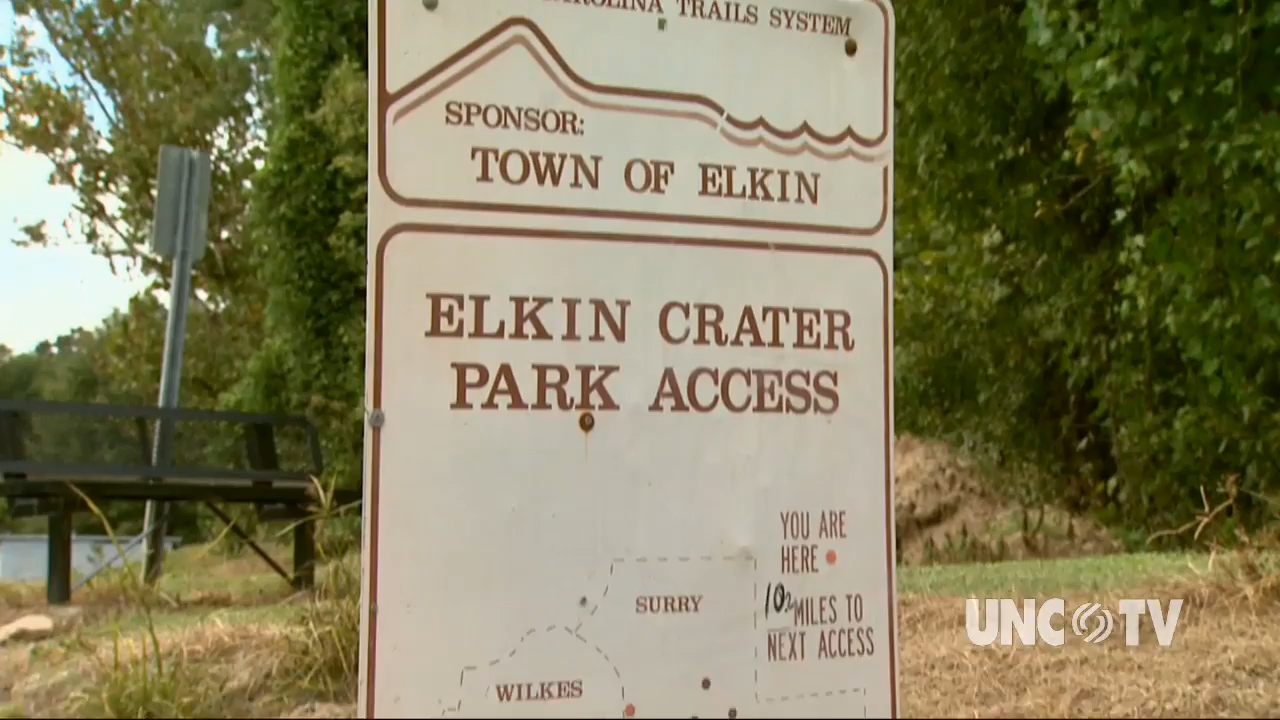 CAROLINA TRAILS SYSTEM
SPONSOR:
TOWN OF ELKIN
ELKIN CRATER
PARK ACCESS
YOU ARE
HERE
SURRY
MILES TO
NEXT ACCESS
WILKES
UNC TV